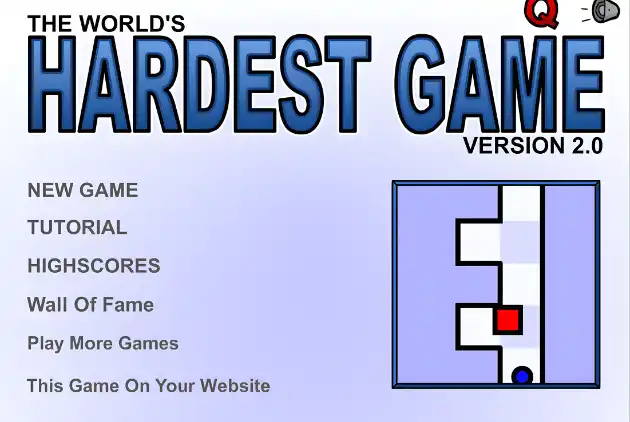 Q
THE WORLD'S
HARDEST GAME
VERSION 2.0
NEW GAME
TUTORIAL
HIGHSCORES
Wall Of Fame
Play More Games
This Game On Your Website